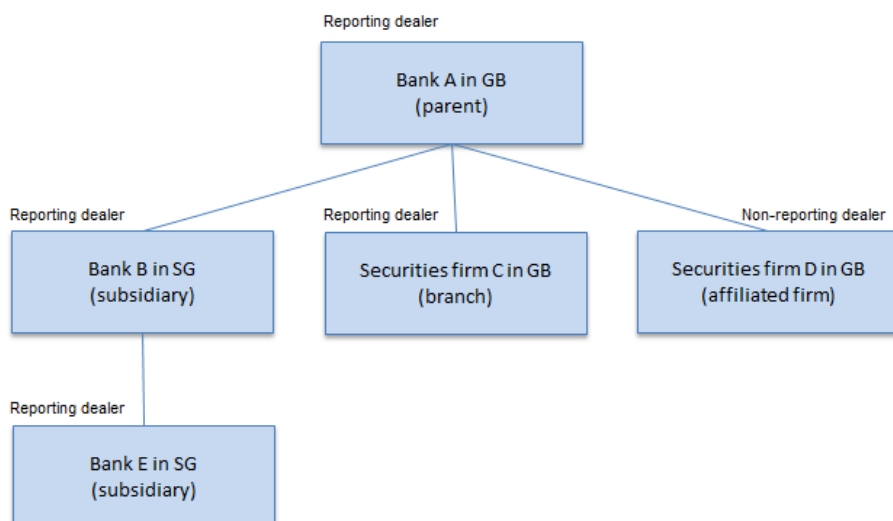 Reporting dealer
Bank A in GB
(parent)
Reporting dealer
Reporting dealer
Non-reporting dealer
Bank B in SG
(subsidiary)
Securities firm C in GB
(branch)
Securities firm D in GB
(affiliated firm)
Reporting dealer
Bank E in SG
(subsidiary)